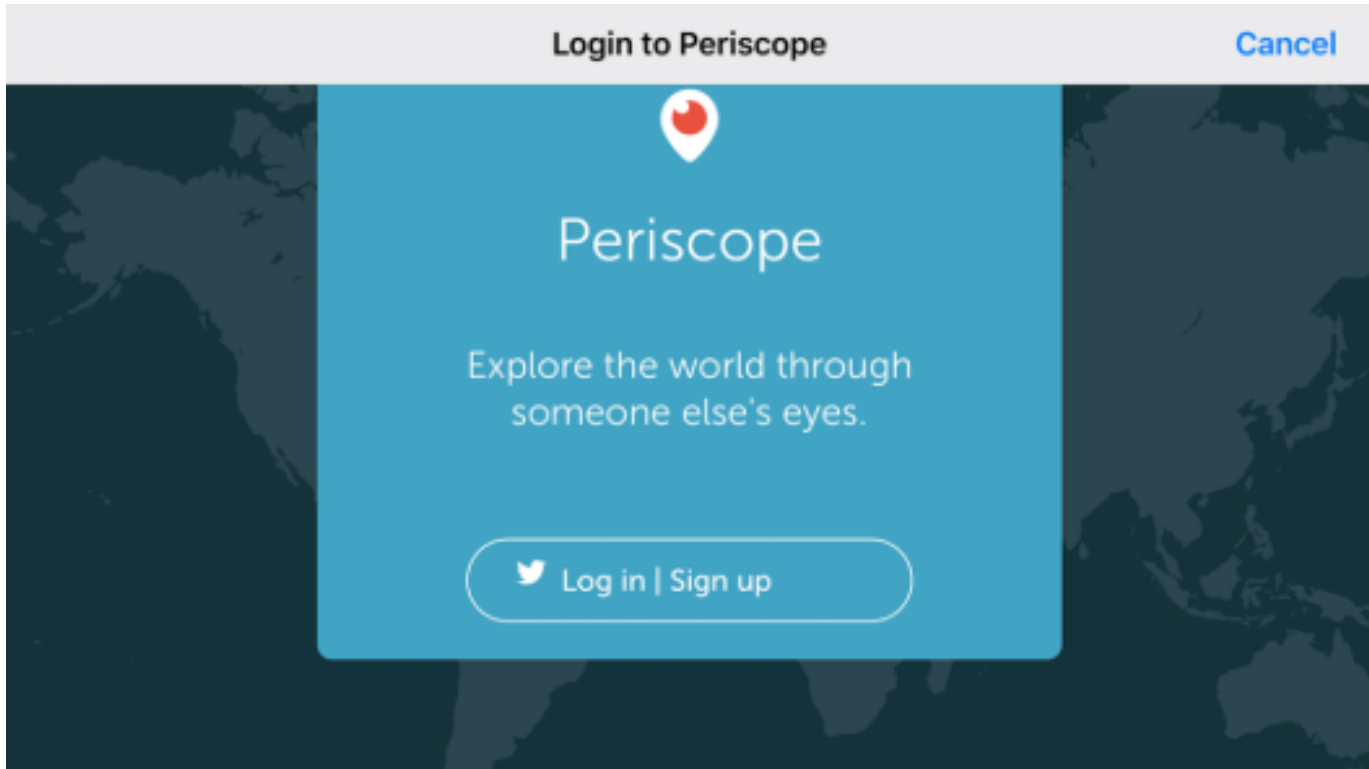 Login to Periscope
Cancel
Periscope
Explore the world through
someone else's eyes.
Log in | Sign up